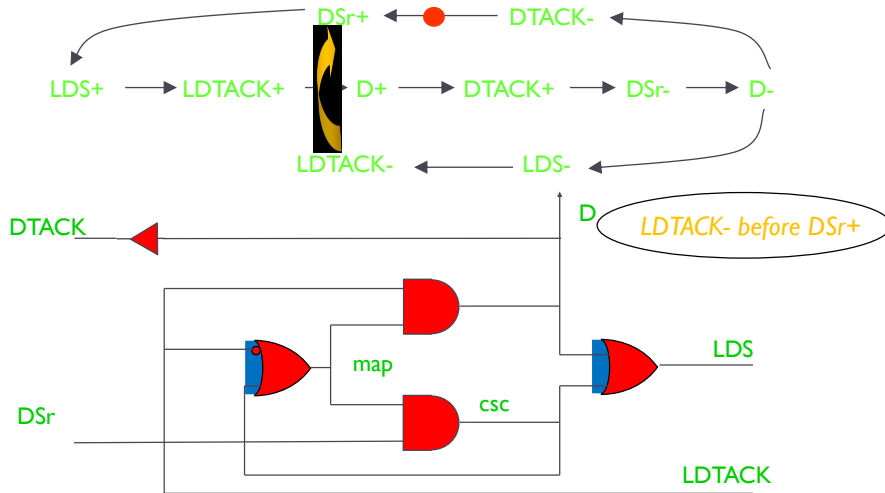 DSr+
DTACK-
LDS+
LDTACK+
D+
DTACK+
DSr-
D-
LDTACK-
LDS-
DTACK
D
LDTACK- before DSr+
map
LDS
DSr
csc
LDTACK